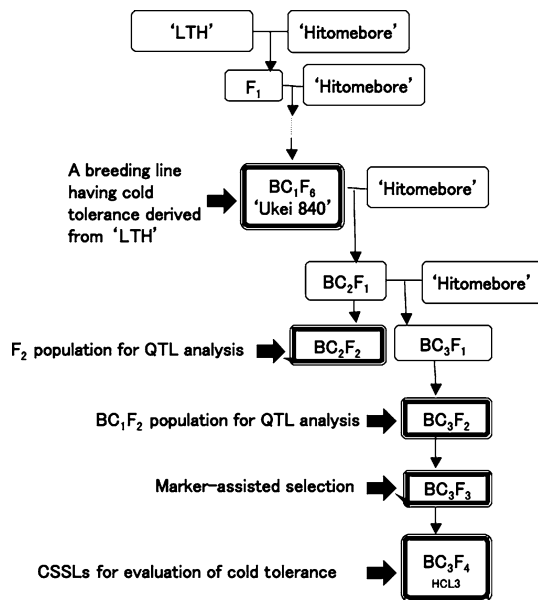 ‘LTH’
‘Hitomebore’
F₁
‘Hitomebore’
A breeding line
having cold
tolerance derived
from ‘LTH’
BC₁F₆
‘Ukei 840’
‘Hitomebore’
BC₂F₁
‘Hitomebore’
F₂ population for QTL analysis
BC₂F₂
BC₃F₁
BC₁F₂ population for QTL analysis
BC₃F₂
Marker-assisted selection
BC₃F₃
CSSLs for evaluation of cold tolerance
BC₃F₄
HCL3